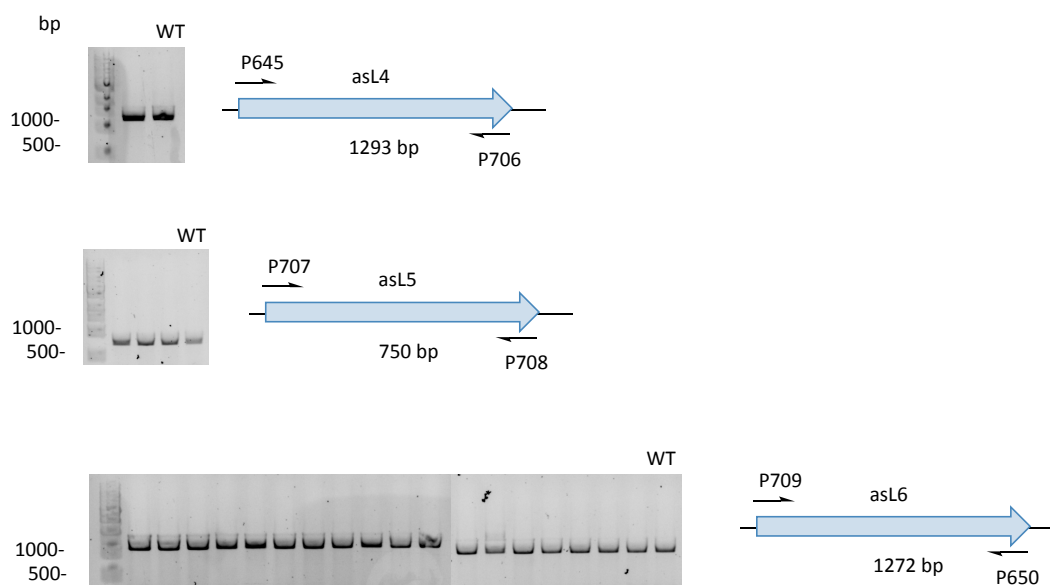 bp
WT
P645
asL4
1000-
500-
1293 bp
P706
WT
P707
asL5
1000-
500-
750 bp
P708
WT
P709
asL6
1000-
500-
1272 bp
P650